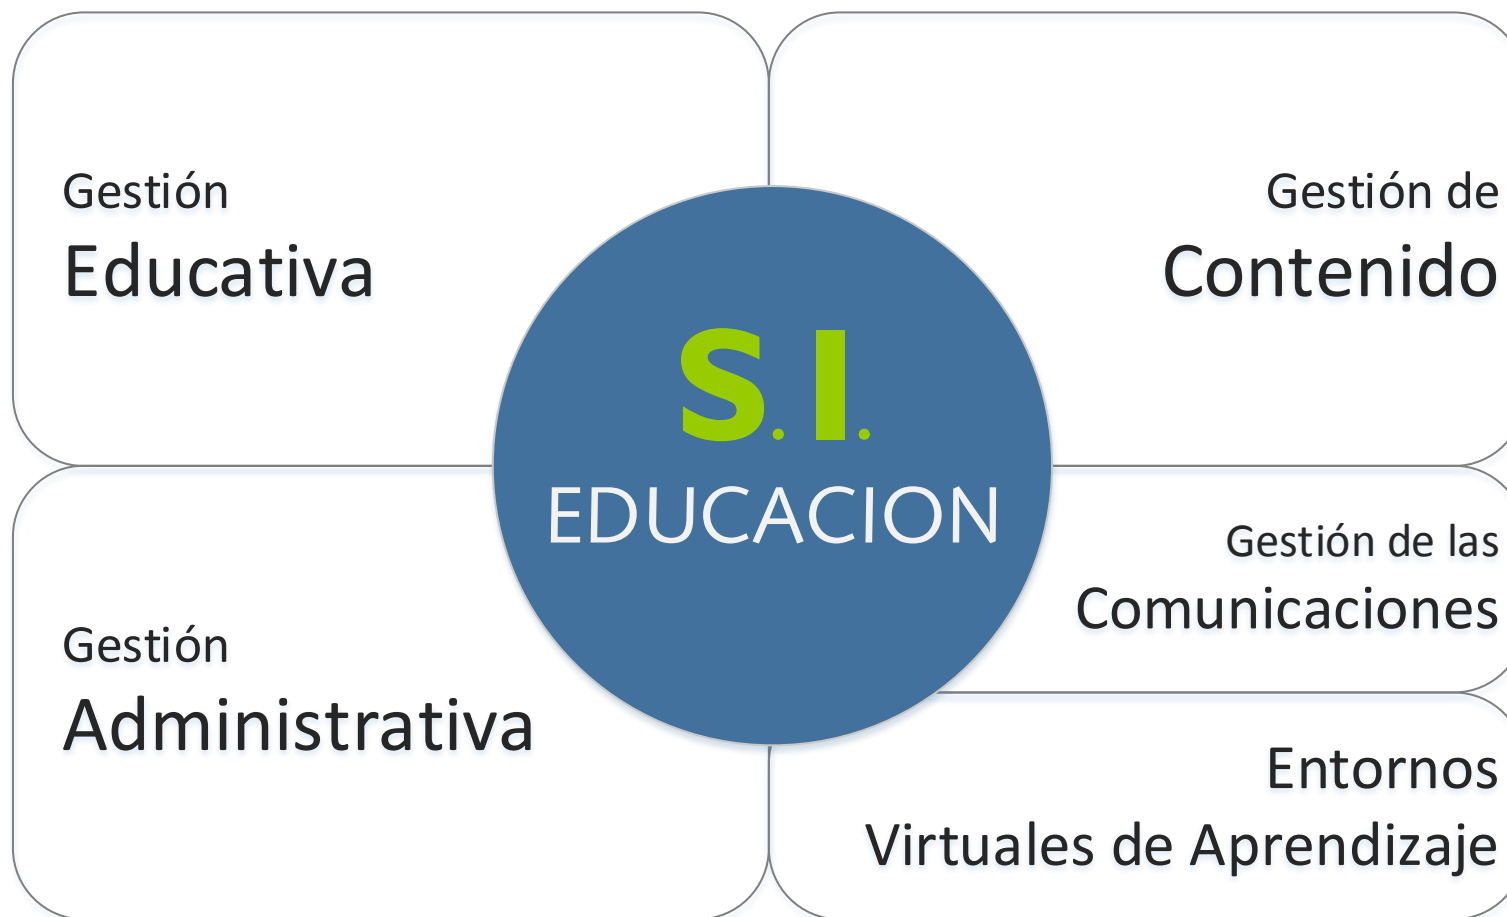 Gestión
Educativa
Gestión de
Contenido
S. I.
EDUCACION
Gestión
Administrativa
Gestión de las
Comunicaciones
Entornos
Virtuales de Aprendizaje